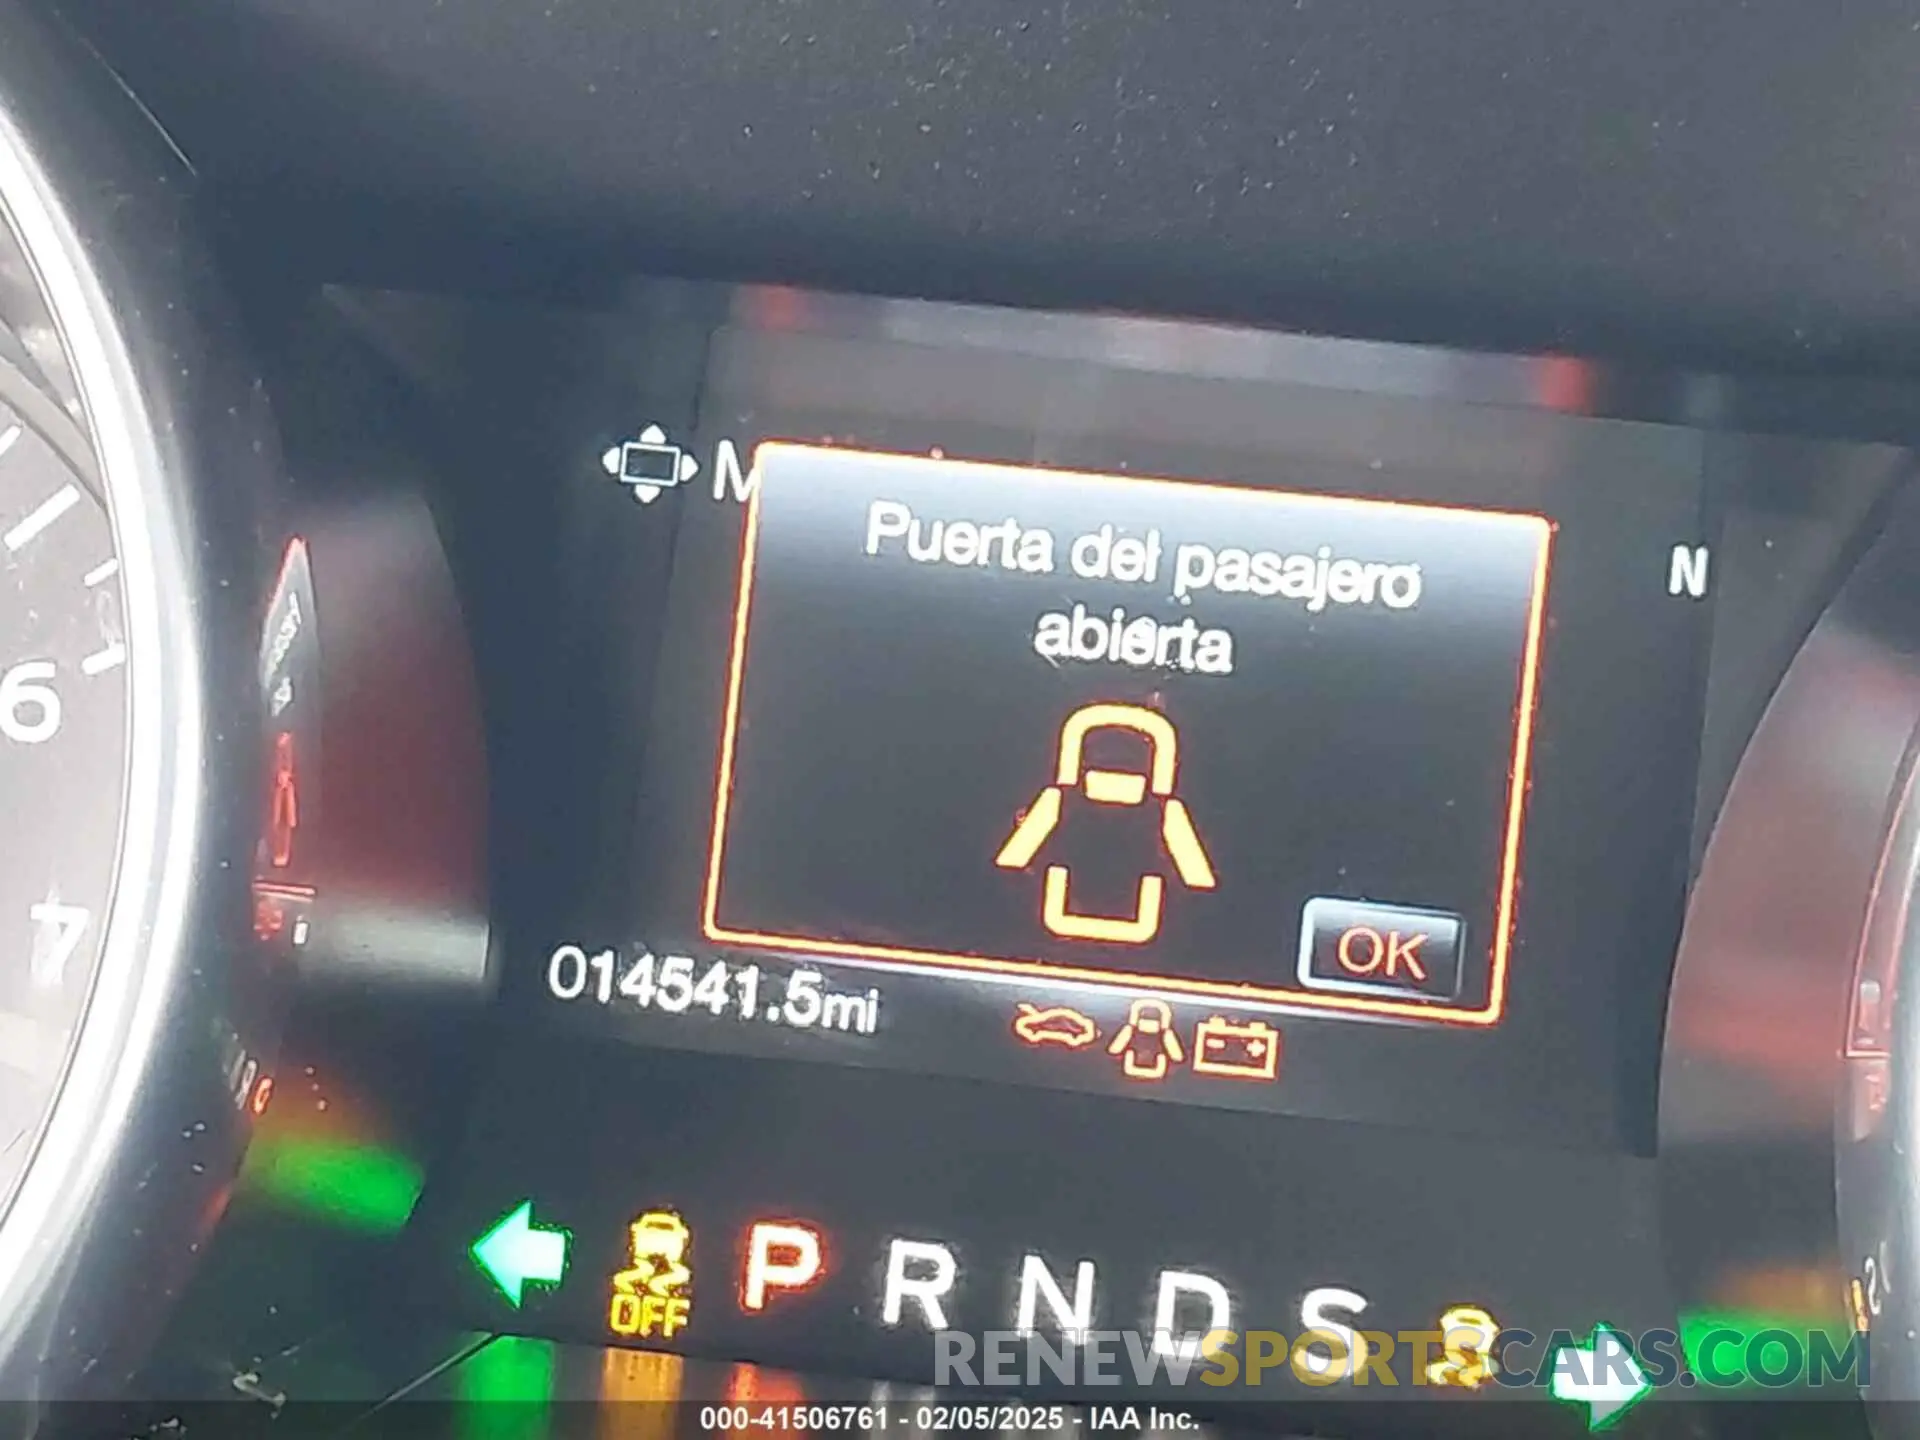 M
Puerta del pasajero
abierta
N
6
OK
7
014541.5mi
OFF P R N D S
RENEWSPORTSCARS.COM
000-41506761 - 02/05/2025 - IAA Inc.